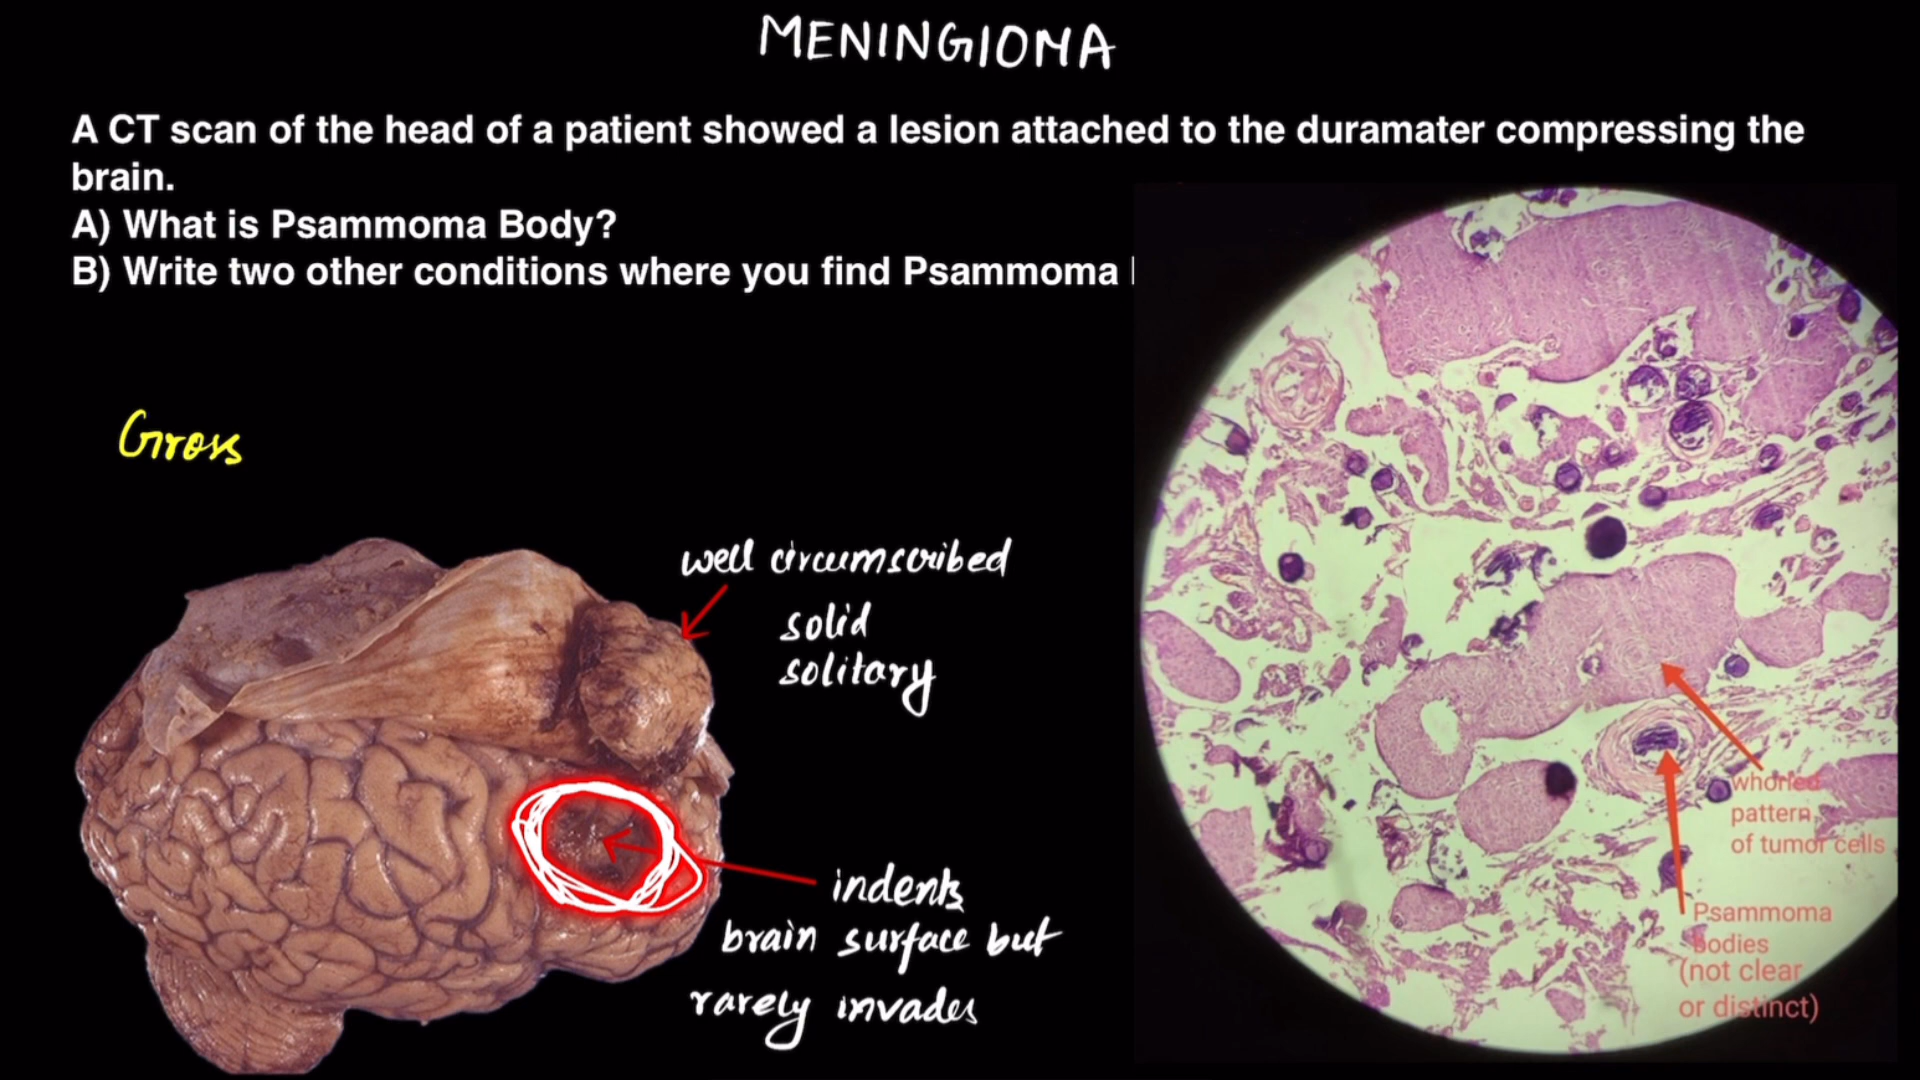 MENINGIOMA
A CT scan of the head of a patient showed a lesion attached to the duramater compressing the
brain.
A) What is Psammoma Body?
B) Write two other conditions where you find Psammoma
Gross
well circumscribed
solid
solitary
indents
brain surface but
rarely invades
whorled
pattern
of tumor cells
Psammoma
bodies
(not clear
or distinct)